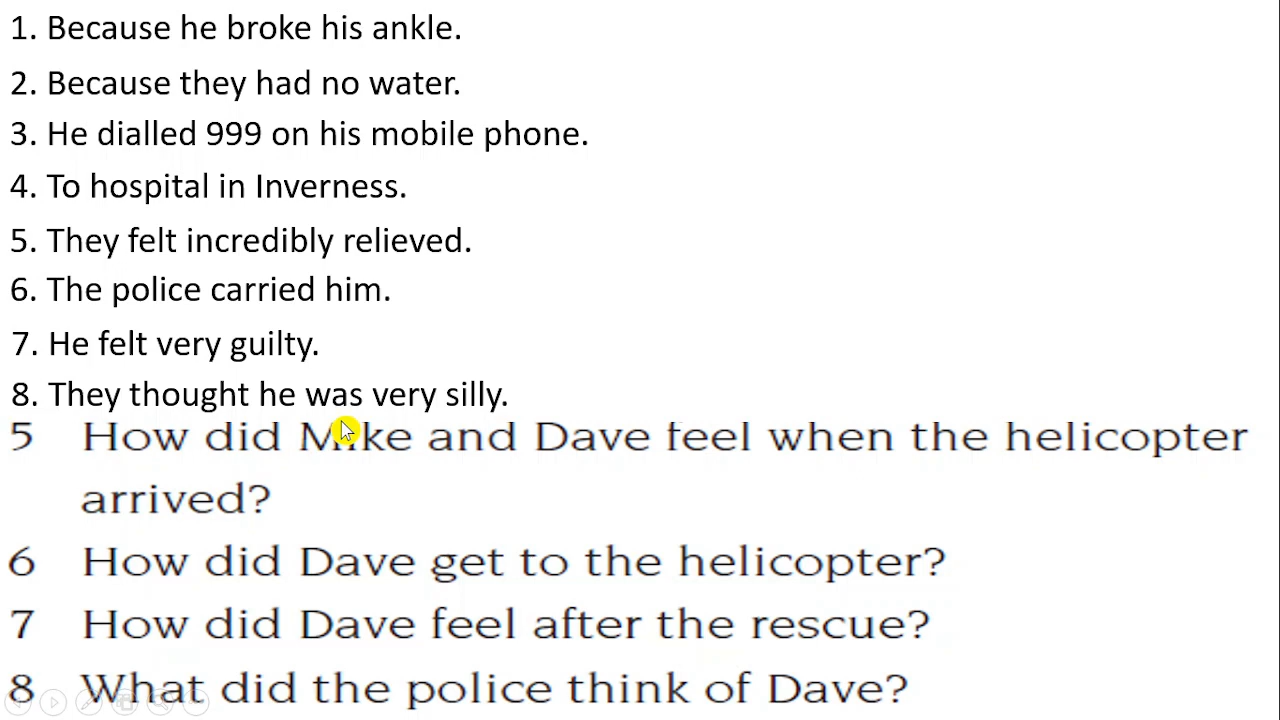 1. Because he broke his ankle.
2. Because they had no water.
3. He dialled 999 on his mobile phone.
4. To hospital in Inverness.
5. They felt incredibly relieved.
6. The police carried him.
7. He felt very guilty.
8. They thought he was very silly.
5 How did Mike and Dave feel when the helicopter
arrived?
6 How did Dave get to the helicopter?
7 How did Dave feel after the rescue?
8 What did the police think of Dave?